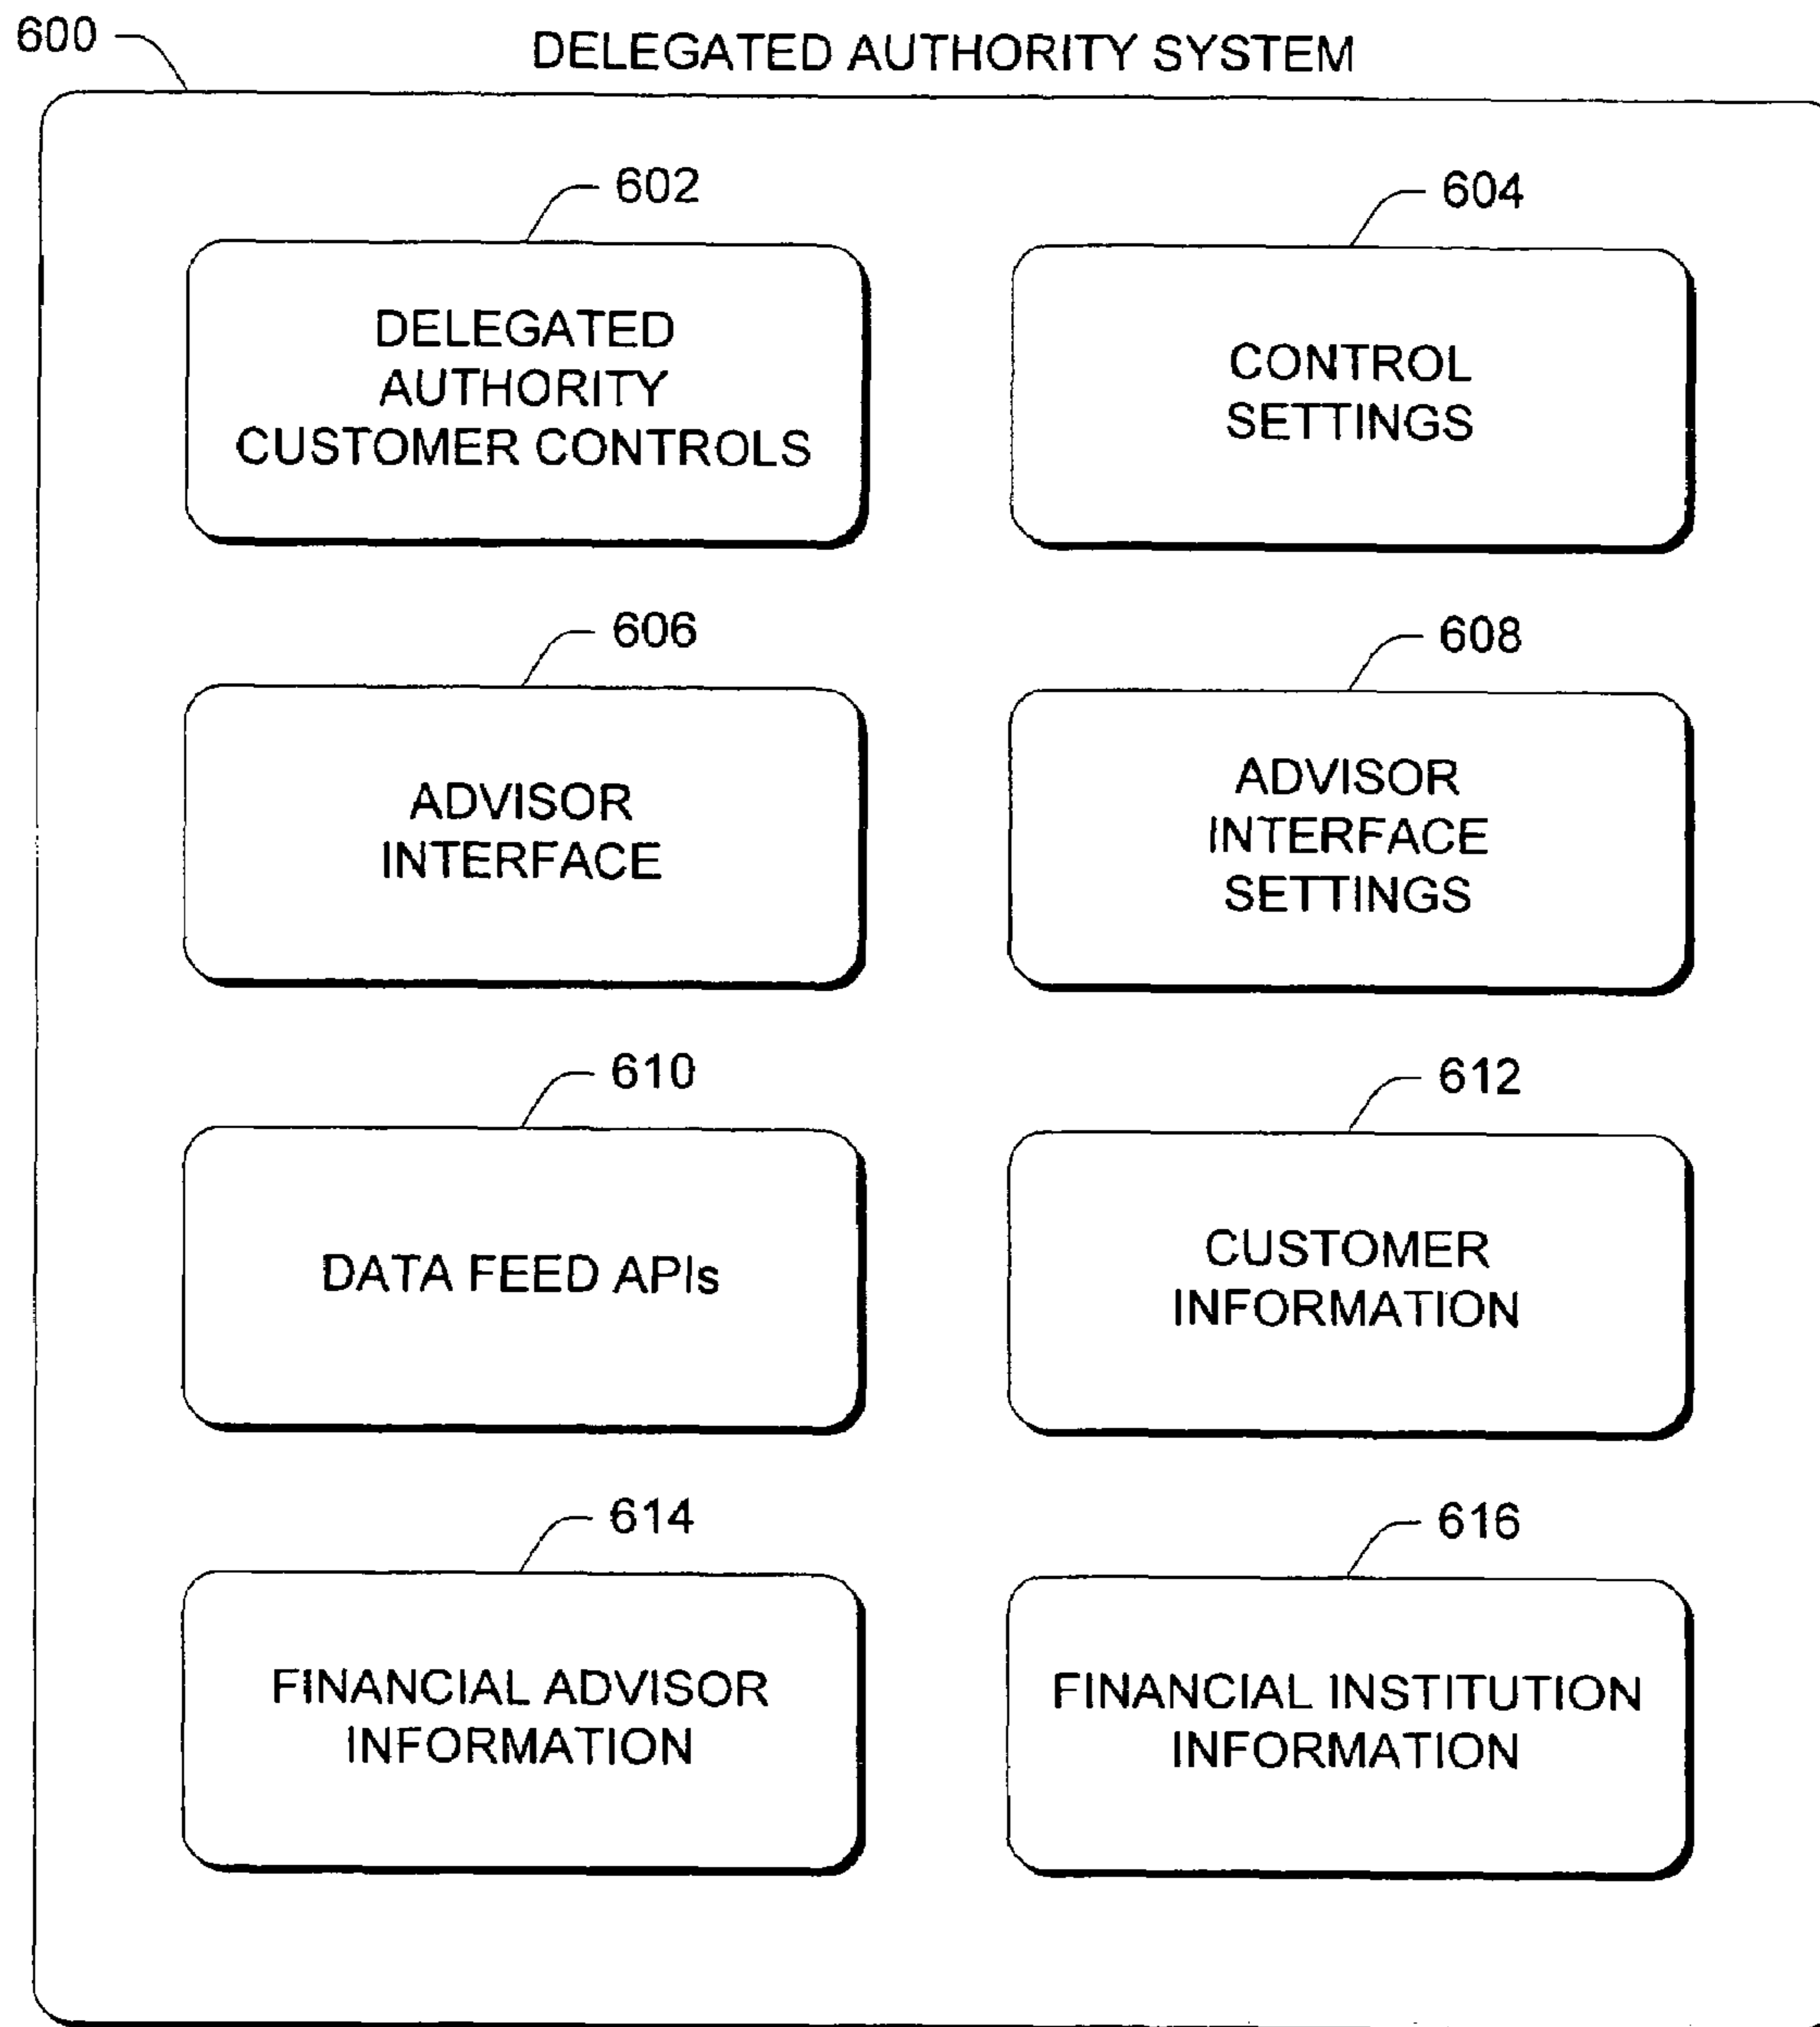 600
DELEGATED AUTHORITY SYSTEM
602
DELEGATED
AUTHORITY
CUSTOMER CONTROLS
604
CONTROL
SETTINGS
606
ADVISOR
INTERFACE
608
ADVISOR
INTERFACE
SETTINGS
610
DATA FEED APIs
612
CUSTOMER
INFORMATION
614
FINANCIAL ADVISOR
INFORMATION
616
FINANCIAL INSTITUTION
INFORMATION